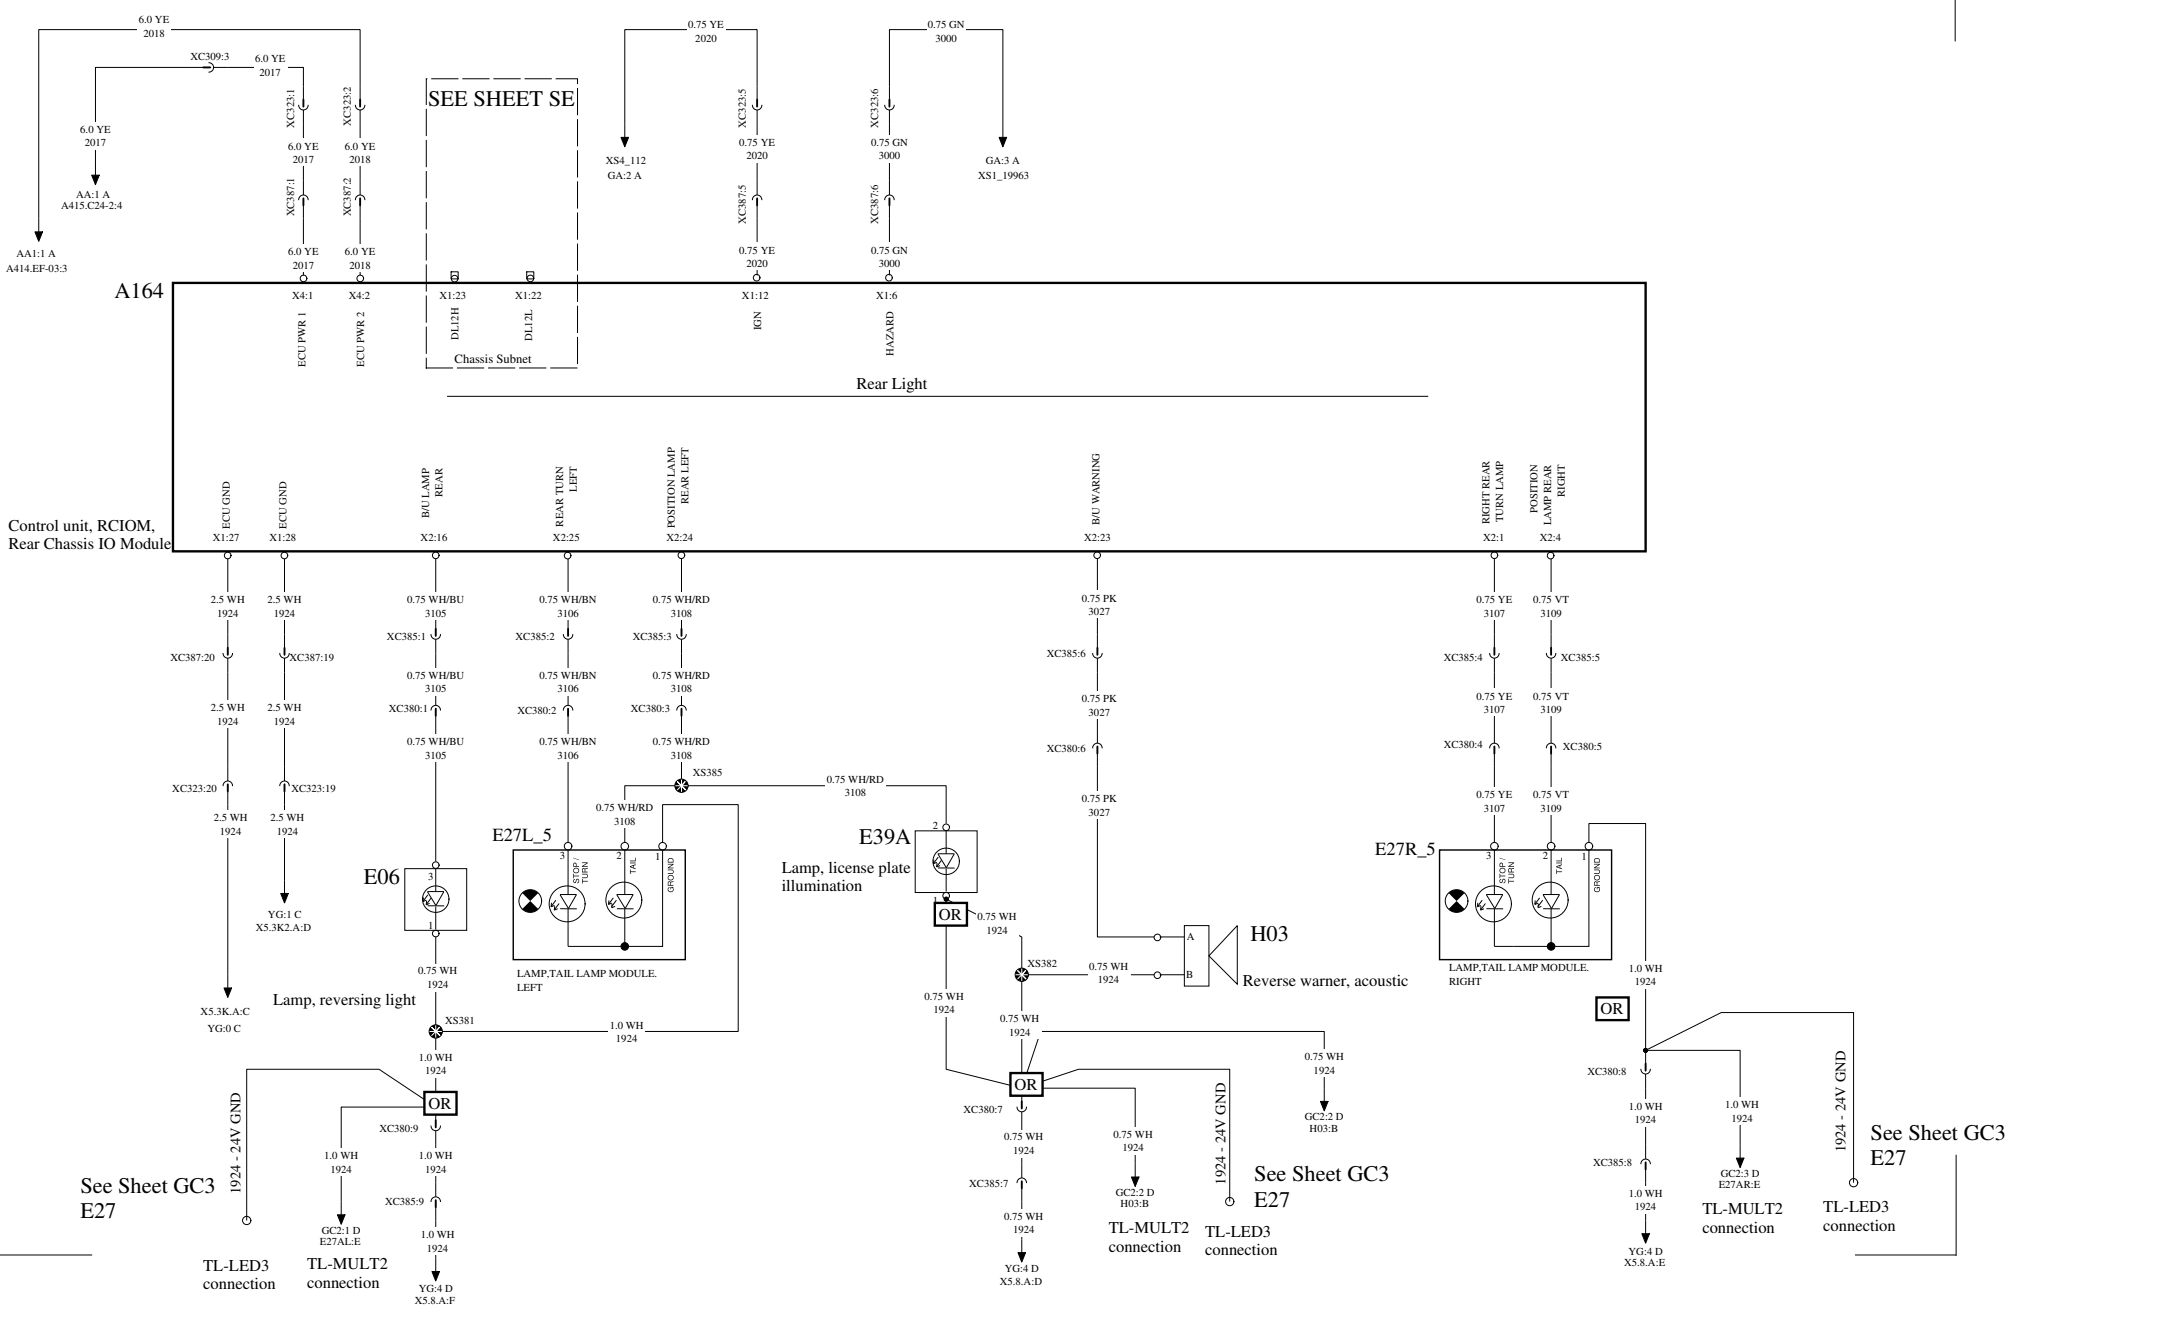 6.0 YE
2018
XC309:3
6.0 YE
2017
6.0 YE
2017
AA:1 A
A415.C24-2:4
AA1:1 A
A414.EF-03:3
XC323:1
XC323:2
6.0 YE
2017
6.0 YE
2018
XC387:1
XC387:2
6.0 YE
2017
6.0 YE
2018
SEE SHEET SE
0.75 YE
2020
XS4_112
GA:2 A
XC323:5
0.75 YE
2020
XC387:5
0.75 YE
2020
0.75 GN
3000
XC323:6
0.75 GN
3000
XC387:6
0.75 GN
3000
GA:3 A
XS1_19963
A164
X4:1
X4:2
X1:23
X1:22
X1:12
X1:6
ECU PWR 1
ECU PWR 2
DL12H
DL12L
IGN
HAZARD
Chassis Subnet
Rear Light
Control unit, RCIOM,
Rear Chassis IO Module
ECU GND
ECU GND
B/U LAMP
REAR
REAR TURN
LEFT
POSITION LAMP
REAR LEFT
B/U WARNING
RIGHT REAR
TURN LAMP
POSITION
LAMP REAR
RIGHT
X1:27
X1:28
X2:16
X2:25
X2:24
X2:23
X2:1
X2:4
2.5 WH
1924
2.5 WH
1924
0.75 WH/BU
3105
0.75 WH/BN
3106
0.75 WH/RD
3108
0.75 PK
3027
0.75 YE
3107
0.75 VT
3109
XC387:20
XC387:19
XC385:1
XC385:2
XC385:3
XC385:6
XC385:4
XC385:5
2.5 WH
1924
2.5 WH
1924
0.75 WH/BU
3105
0.75 WH/BN
3106
0.75 WH/RD
3108
0.75 PK
3027
0.75 YE
3107
0.75 VT
3109
XC380:1
XC380:2
XC380:3
XC380:6
XC380:4
XC380:5
0.75 WH/BU
3105
0.75 WH/BN
3106
0.75 WH/RD
3108
XC323:20
XC323:19
2.5 WH
1924
2.5 WH
1924
XS385
0.75 WH/RD
3108
0.75 WH/RD
3108
0.75 PK
3027
0.75 YE
3107
0.75 VT
3109
E06
3
1
E27L_5
3
2
1
STOP /
TURN
TAIL
GROUND
LAMP,TAIL LAMP MODULE.
LEFT
E39A
2
1
Lamp, license plate
illumination
OR
0.75 WH
1924
YG:1 C
X5.3K2.A:D
X5.3K.A:C
YG:0 C
0.75 WH
1924
Lamp, reversing light
XS381
1.0 WH
1924
1.0 WH
1924
OR
XC380:9
1.0 WH
1924
XC385:9
1.0 WH
1924
YG:4 D
X5.8.A:F
1924 - 24V GND
See Sheet GC3
E27
TL-LED3
connection
1.0 WH
1924
GC2:1 D
E27AL:E
TL-MULT2
connection
A
B
H03
Reverse warner, acoustic
XS382
0.75 WH
1924
0.75 WH
1924
0.75 WH
1924
OR
XC380:7
0.75 WH
1924
XC385:7
0.75 WH
1924
YG:4 D
X5.8.A:D
0.75 WH
1924
GC2:2 D
H03:B
TL-MULT2
connection
1924 - 24V GND
See Sheet GC3
E27
TL-LED3
connection
0.75 WH
1924
GC2:2 D
H03:B
E27R_5
3
2
1
STOP /
TURN
TAIL
GROUND
LAMP,TAIL LAMP MODULE.
RIGHT
1.0 WH
1924
OR
XC380:8
1.0 WH
1924
XC385:8
1.0 WH
1924
YG:4 D
X5.8.A:E
1.0 WH
1924
GC2:3 D
E27AR:E
TL-MULT2
connection
1924 - 24V GND
See Sheet GC3
E27
TL-LED3
connection